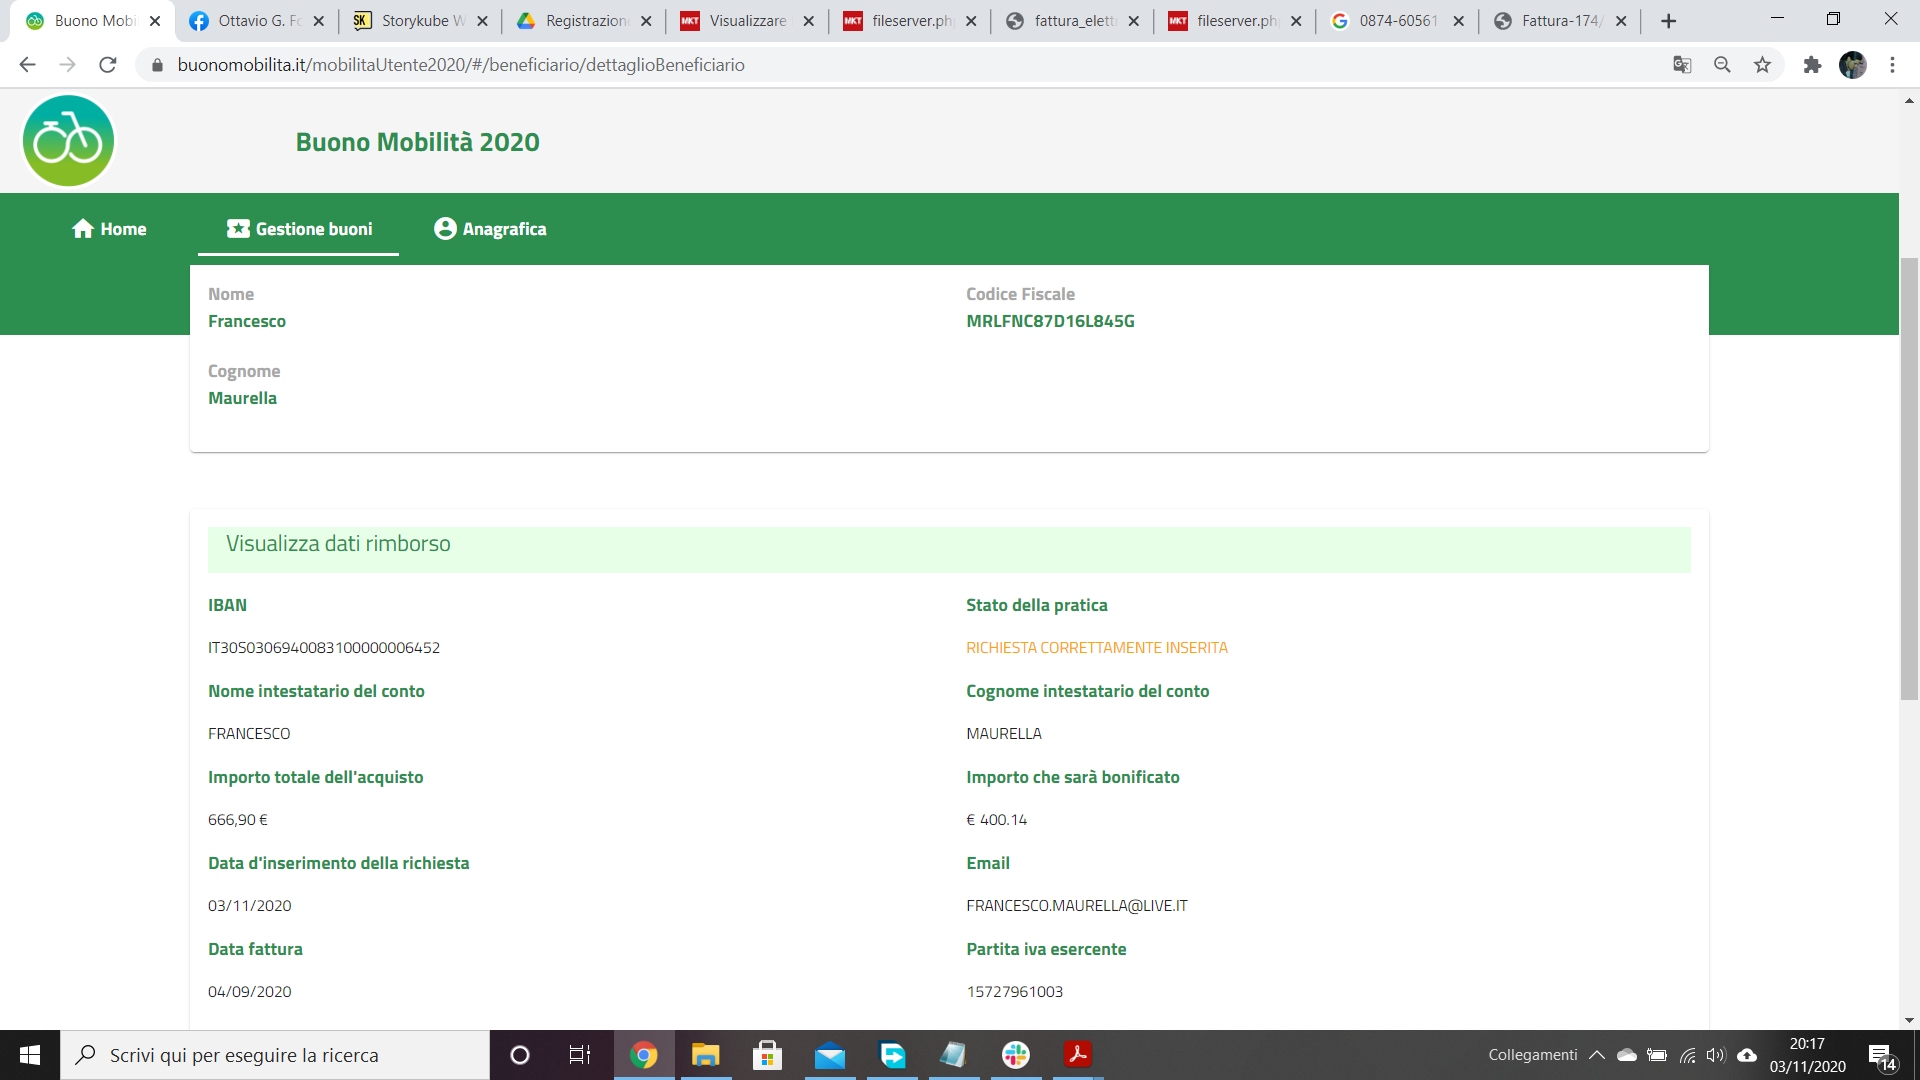 Buono Mobi
Ottavio G. Fo
Storykube W
Registrazion
Visualizzare
fileserver.ph
fattura_elett
fileserver.ph
0874-60561
Fattura-174/
buonomobilita.it/mobilitaUtente2020/#/beneficiario/dettaglioBeneficiario
Buono Mobilità 2020
Home
Gestione buoni
Anagrafica
Nome
Codice Fiscale
Francesco
MRLFNC87D16L845G
Cognome
Maurella
Visualizza dati rimborso
IBAN
Stato della pratica
IT30S0306940083100000006452
RICHIESTA CORRETTAMENTE INSERITA
Nome intestatario del conto
Cognome intestatario del conto
FRANCESCO
MAURELLA
Importo totale dell'acquisto
Importo che sarà bonificato
666,90 €
€ 400.14
Data d'inserimento della richiesta
Email
03/11/2020
FRANCESCO.MAURELLA@LIVE.IT
Data fattura
Partita iva esercente
04/09/2020
15727961003
Scrivi qui per eseguire la ricerca
Collegamenti
20:17
03/11/2020
14
SK
MKT
MKT
MKT